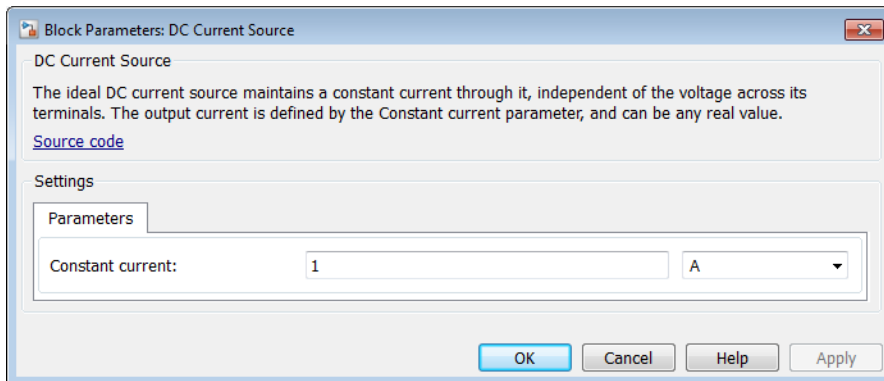 Block Parameters: DC Current Source
DC Current Source
The ideal DC current source maintains a constant current through it, independent of the voltage across its
terminals. The output current is defined by the Constant current parameter, and can be any real value.
Source code
Settings
Parameters
Constant current: 1 A
OK Cancel Help Apply